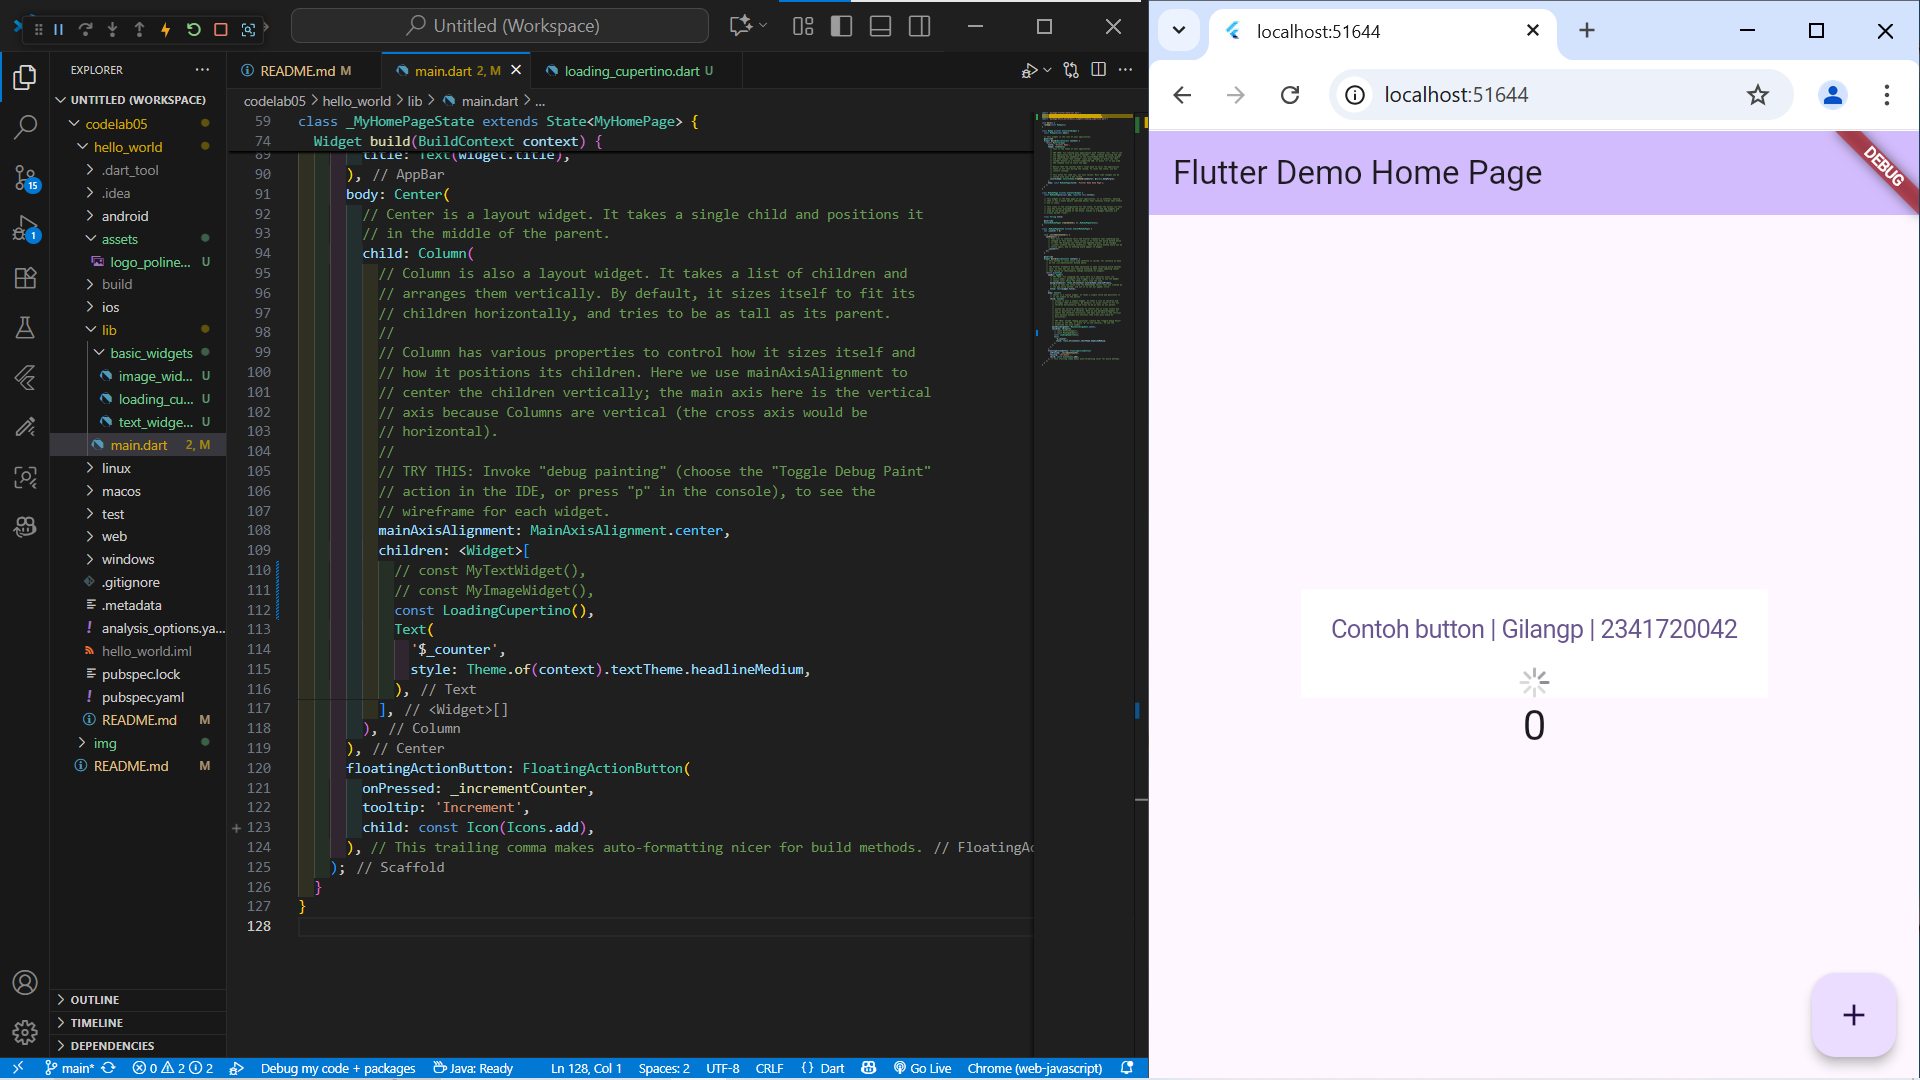 Untitled (Workspace)
EXPLORER
UNTITLED (WORKSPACE)
codelab05
hello_world
.dart_tool
.idea
android
assets
logo_poline... U
build
ios
lib
basic_widgets
image_wid... U
loading_cu... U
text_widge... U
main.dart 2, M
linux
macos
test
web
windows
.gitignore
.metadata
analysis_options.ya...
hello_world.iml
pubspec.lock
pubspec.yaml
README.md M
img
README.md M
OUTLINE
TIMELINE
DEPENDENCIES
15
1
README.md M
main.dart 2, M
loading_cupertino.dart U
codelab05 > hello_world > lib > main.dart > ...
59 class _MyHomePageState extends State<MyHomePage> {
74 Widget build(BuildContext context) {
89 title: Text(widget.title),
90 ), // AppBar
91 body: Center(
92 // Center is a layout widget. It takes a single child and positions it
93 // in the middle of the parent.
94 child: Column(
95 // Column is also a layout widget. It takes a list of children and
96 // arranges them vertically. By default, it sizes itself to fit its
97 // children horizontally, and tries to be as tall as its parent.
98 //
99 // Column has various properties to control how it sizes itself and
100 // how it positions its children. Here we use mainAxisAlignment to
101 // center the children vertically; the main axis here is the vertical
102 // axis because Columns are vertical (the cross axis would be
103 // horizontal).
104 //
105 // TRY THIS: Invoke "debug painting" (choose the "Toggle Debug Paint"
106 // action in the IDE, or press "p" in the console), to see the
107 // wireframe for each widget.
108 mainAxisAlignment: MainAxisAlignment.center,
109 children: <Widget>[
110 // const MyTextWidget(),
111 // const MyImageWidget(),
112 const LoadingCupertino(),
113 Text(
114 '$_counter',
115 style: Theme.of(context).textTheme.headlineMedium,
116 ), // Text
117 ], // <Widget>[]
118 ), // Column
119 ), // Center
120 floatingActionButton: FloatingActionButton(
121 onPressed: _incrementCounter,
122 tooltip: 'Increment',
123 child: const Icon(Icons.add),
124 ), // This trailing comma makes auto-formatting nicer for build methods. // FloatingAc
125 ); // Scaffold
126 }
127 }
128
main* 0 2 2 Debug my code + packages Java: Ready Ln 128, Col 1 Spaces: 2 UTF-8 CRLF {} Dart Go Live Chrome (web-javascript)
localhost:51644
localhost:51644
Flutter Demo Home Page
DEBUG
Contoh button | Gilangp | 2341720042
0